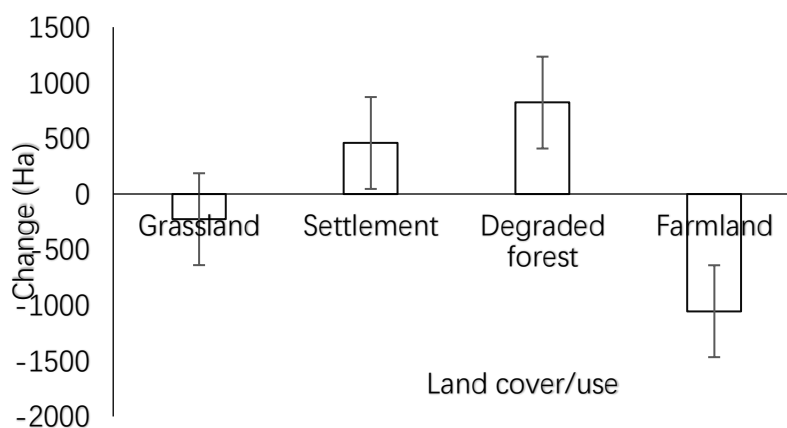 1500
1000
500
0
-500
-1000
-1500
-2000
Change (Ha)
Grassland
Settlement
Degraded
forest
Farmland
Land cover/use